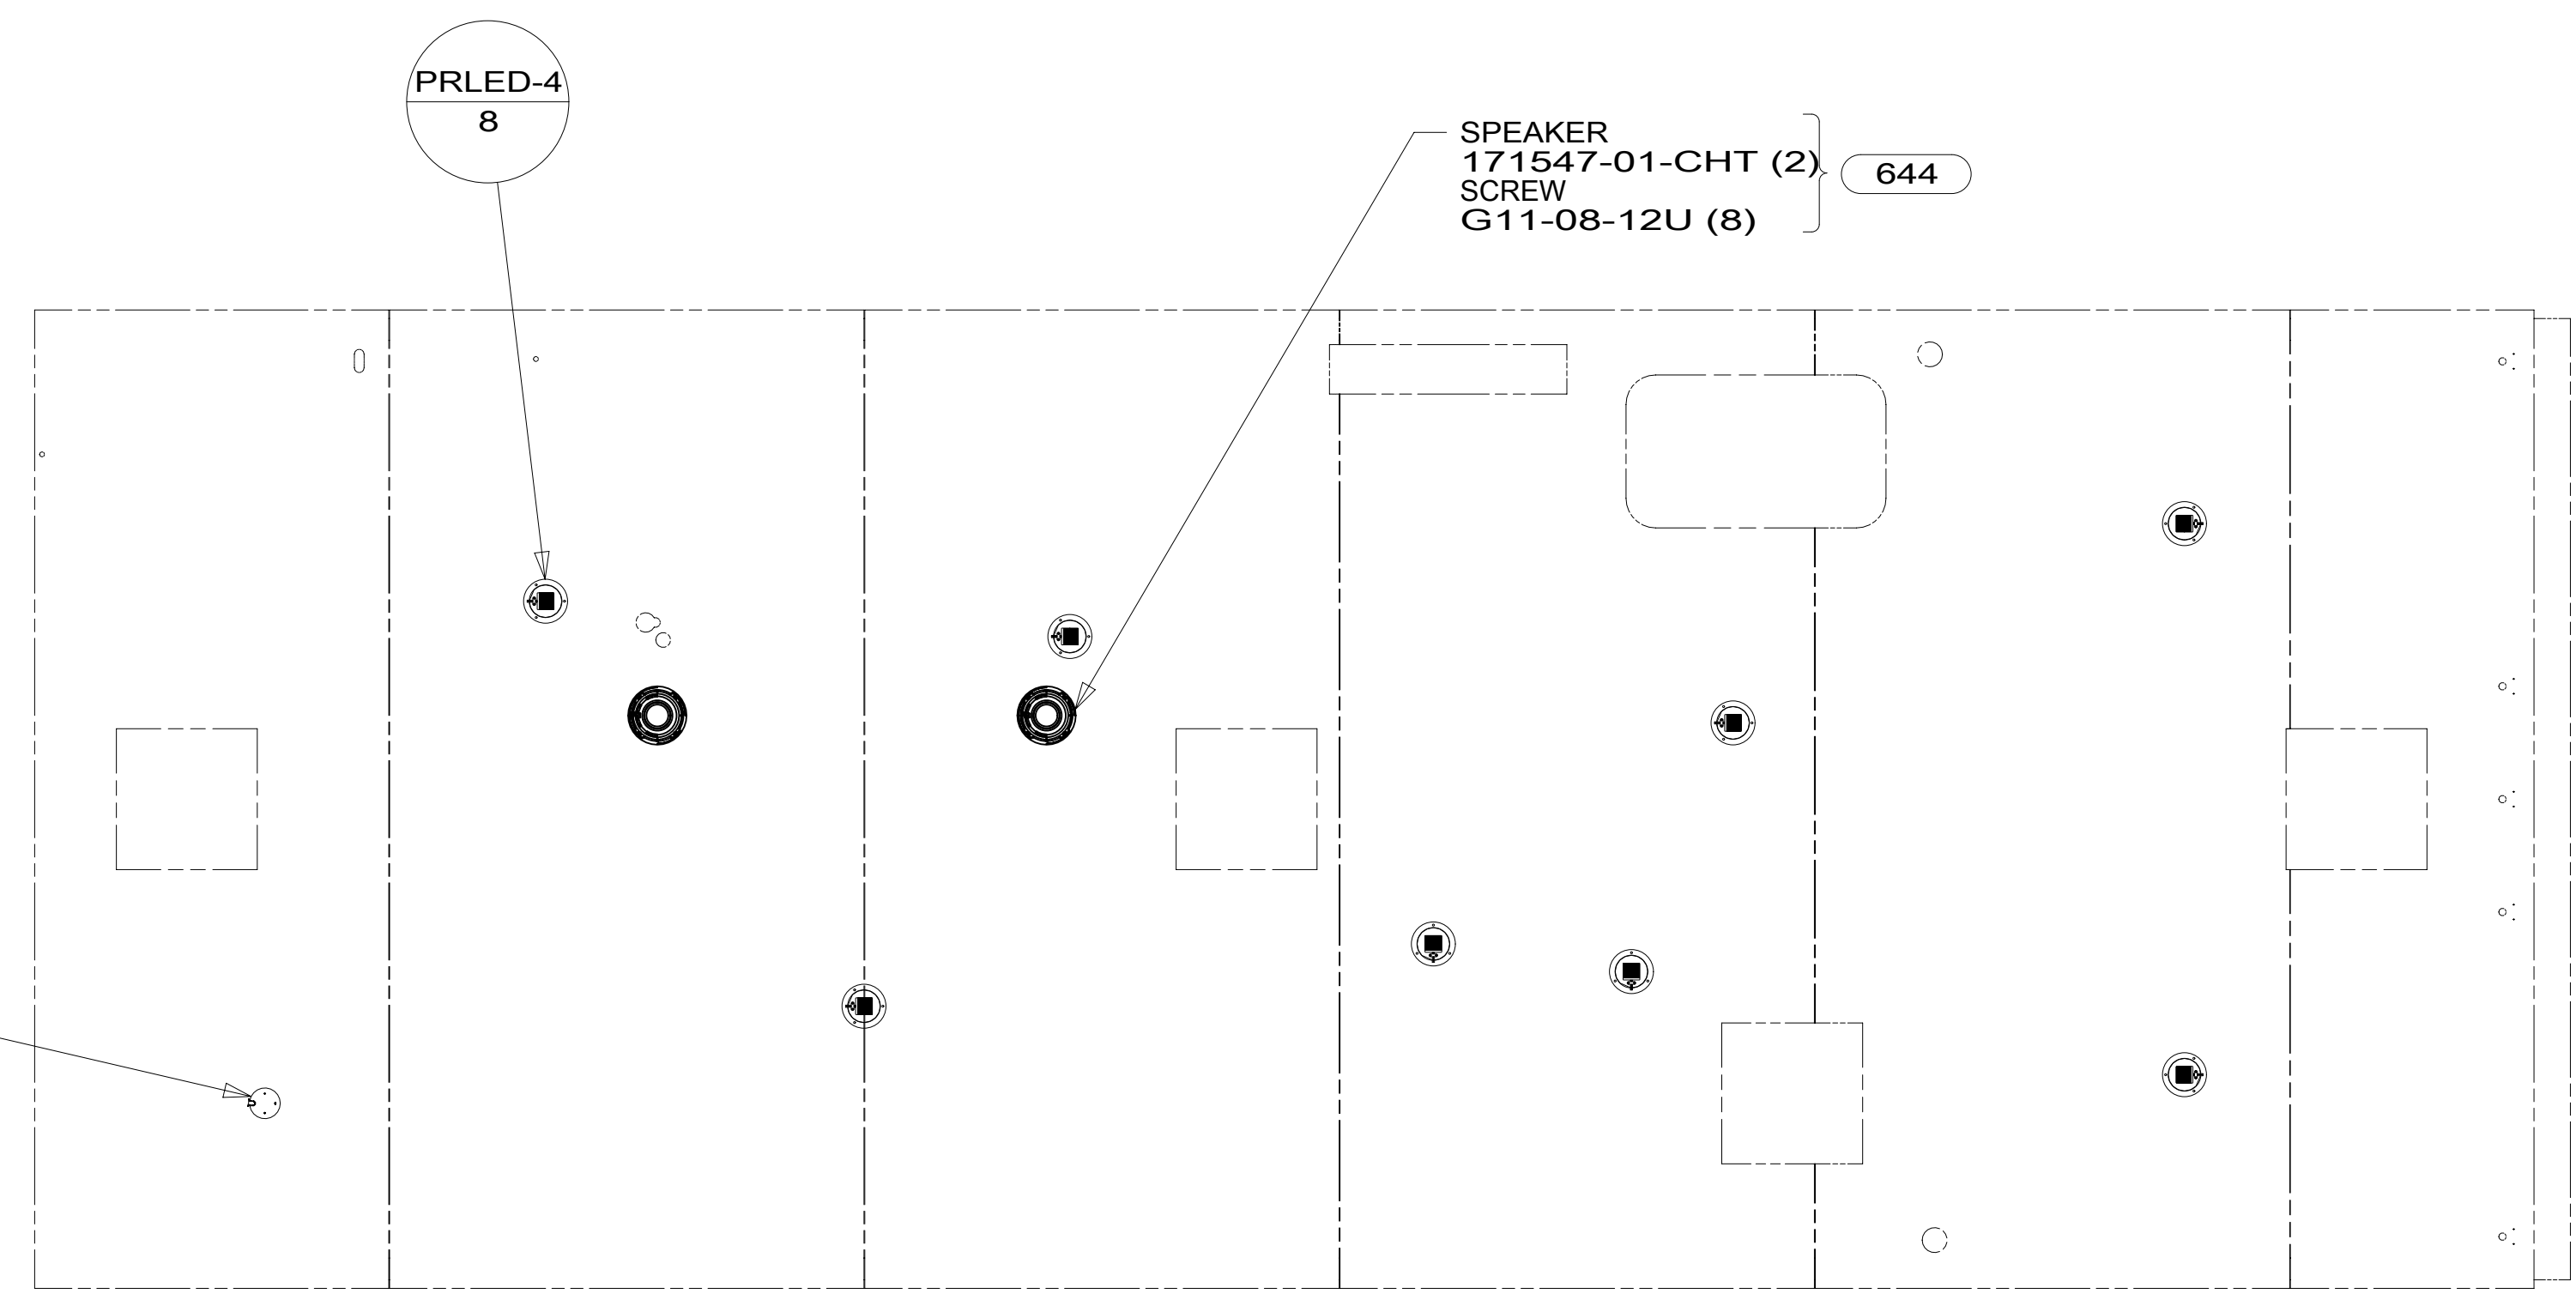 PRLED-4
8
SPEAKER
171547-01-CHT (2)
SCREW
G11-08-12U (8)
644